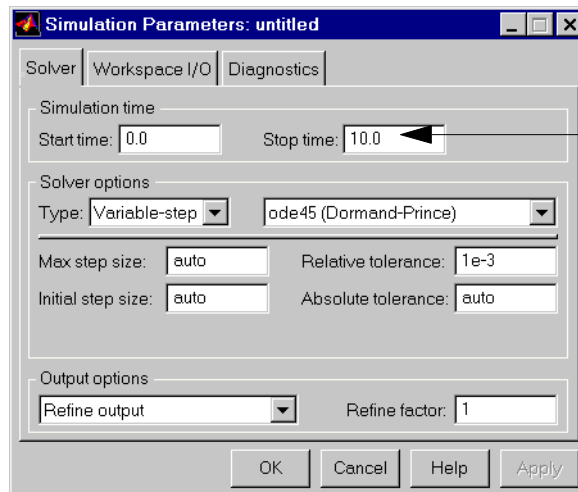 Simulation Parameters: untitled
Solver Workspace I/O Diagnostics
Simulation time
Start time: 0.0 Stop time: 10.0
Solver options
Type: Variable-step ode45 (Dormand-Prince)
Max step size: auto Relative tolerance: 1e-3
Initial step size: auto Absolute tolerance: auto
Output options
Refine output Refine factor: 1
OK Cancel Help Apply